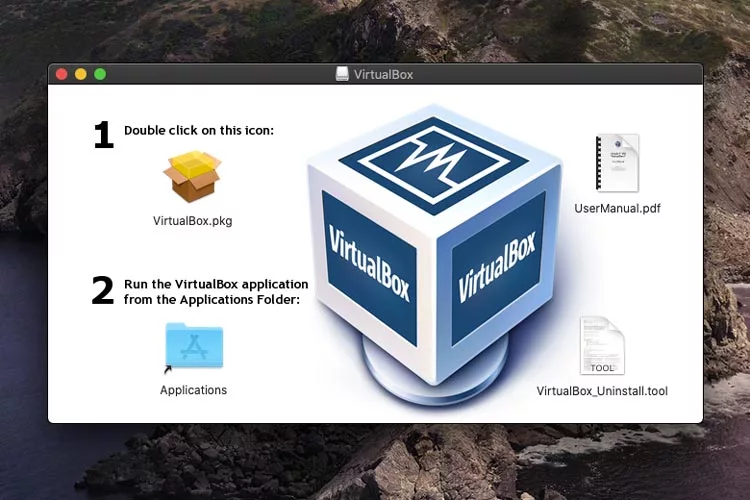 VirtualBox
1 Double click on this icon:
VirtualBox.pkg
2 Run the VirtualBox application
from the Applications Folder:
Applications
VirtualBox
VirtualBox
UserManual.pdf
TOOL
VirtualBox_Uninstall.tool